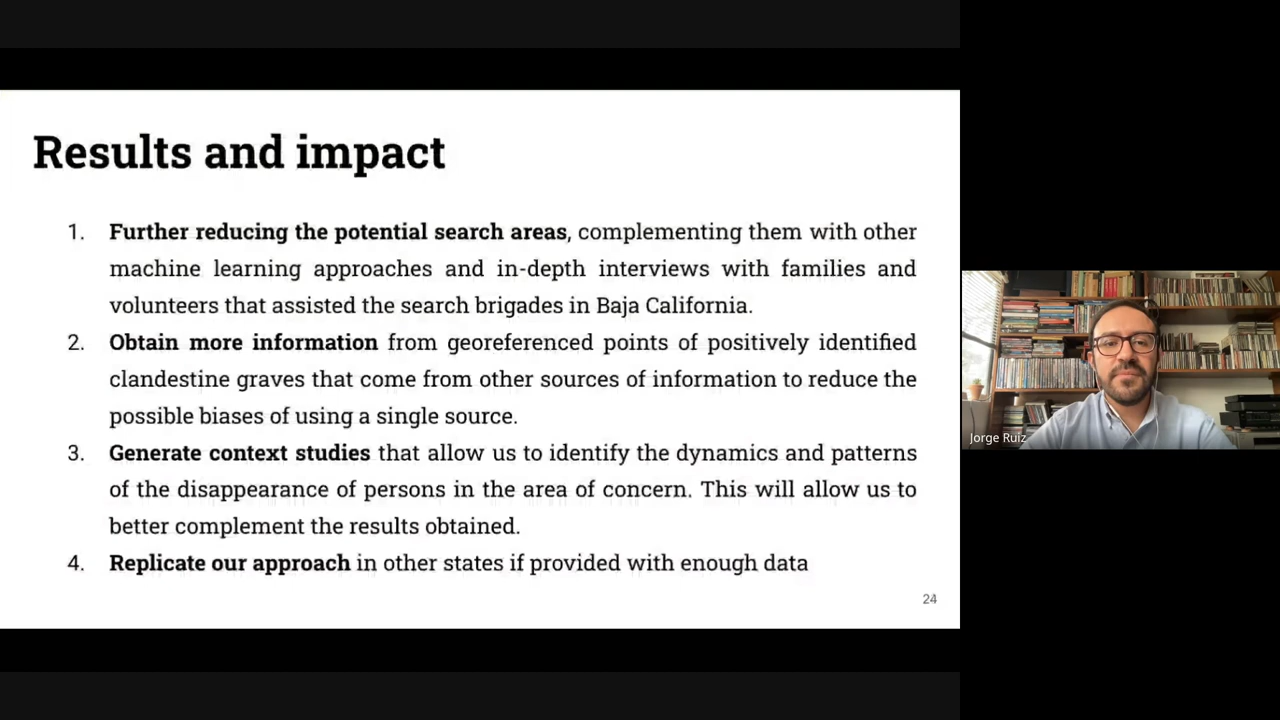 Results and impact
1. Further reducing the potential search areas, complementing them with other
machine learning approaches and in-depth interviews with families and
volunteers that assisted the search brigades in Baja California.
2. Obtain more information from georeferenced points of positively identified
clandestine graves that come from other sources of information to reduce the
possible biases of using a single source.
3. Generate context studies that allow us to identify the dynamics and patterns
of the disappearance of persons in the area of concern. This will allow us to
better complement the results obtained.
4. Replicate our approach in other states if provided with enough data
24
Jorge Ruiz